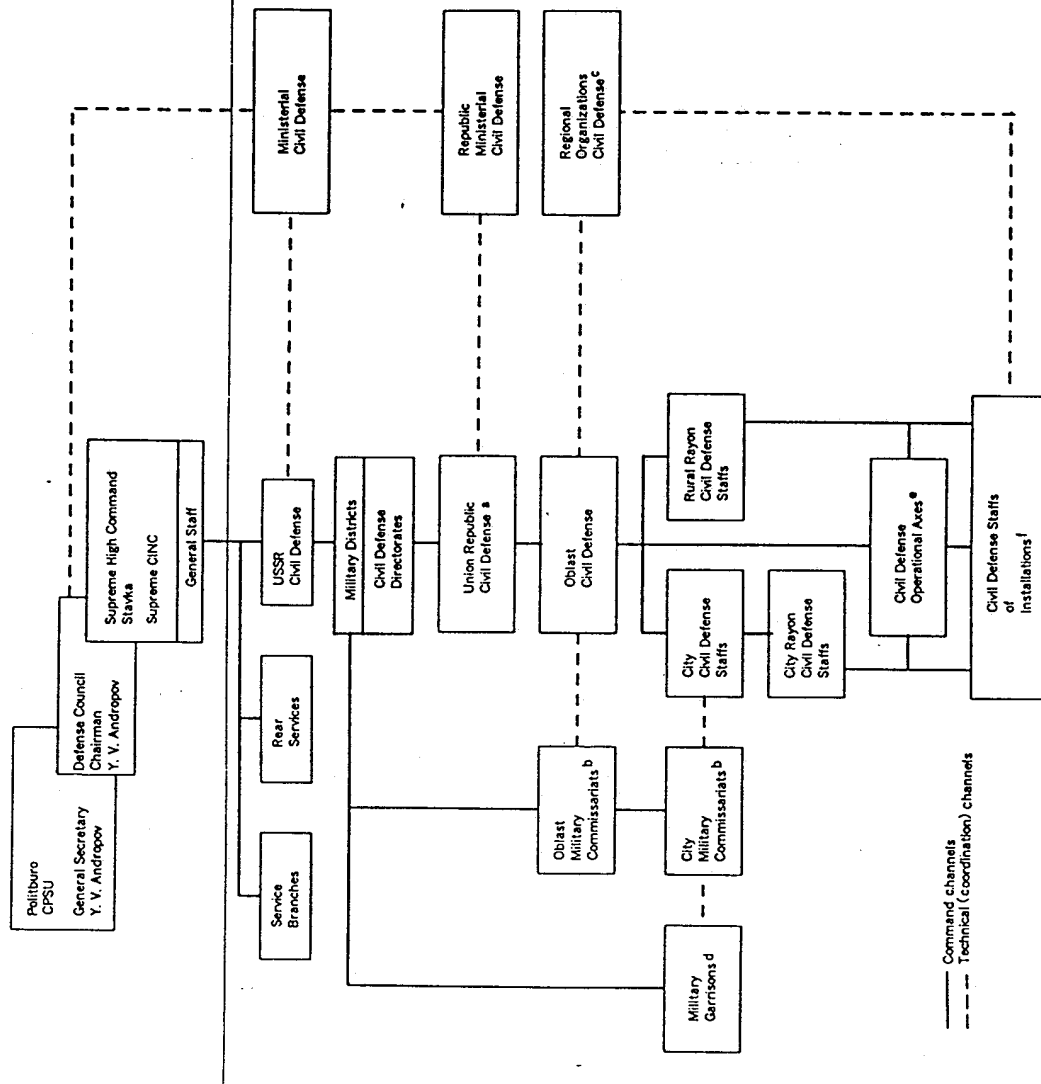 Politburo
CPSU
General Secretary
Y. V. Andropov
Defense Council
Chairman
Y. V. Andropov
Supreme High Command
Stavka
Supreme CINC
General Staff
Service
Branches
Rear
Services
USSR
Civil Defense
Ministerial
Civil Defense
Military Districts
Civil Defense
Directorates
Union Republic
Civil Defense a
Republic
Ministerial
Civil Defense
Oblast
Military
Commissariats b
Oblast
Civil Defense
Regional
Organizations
Civil Defense c
Military
Garrisons d
City
Military
Commissariats b
City
Civil Defense
Staffs
Rural Rayon
Civil Defense
Staffs
City Rayon
Civil Defense
Staffs
Civil Defense
Operational Axes e
Civil Defense Staffs
of
Installations f
Command channels
Technical (coordination) channels